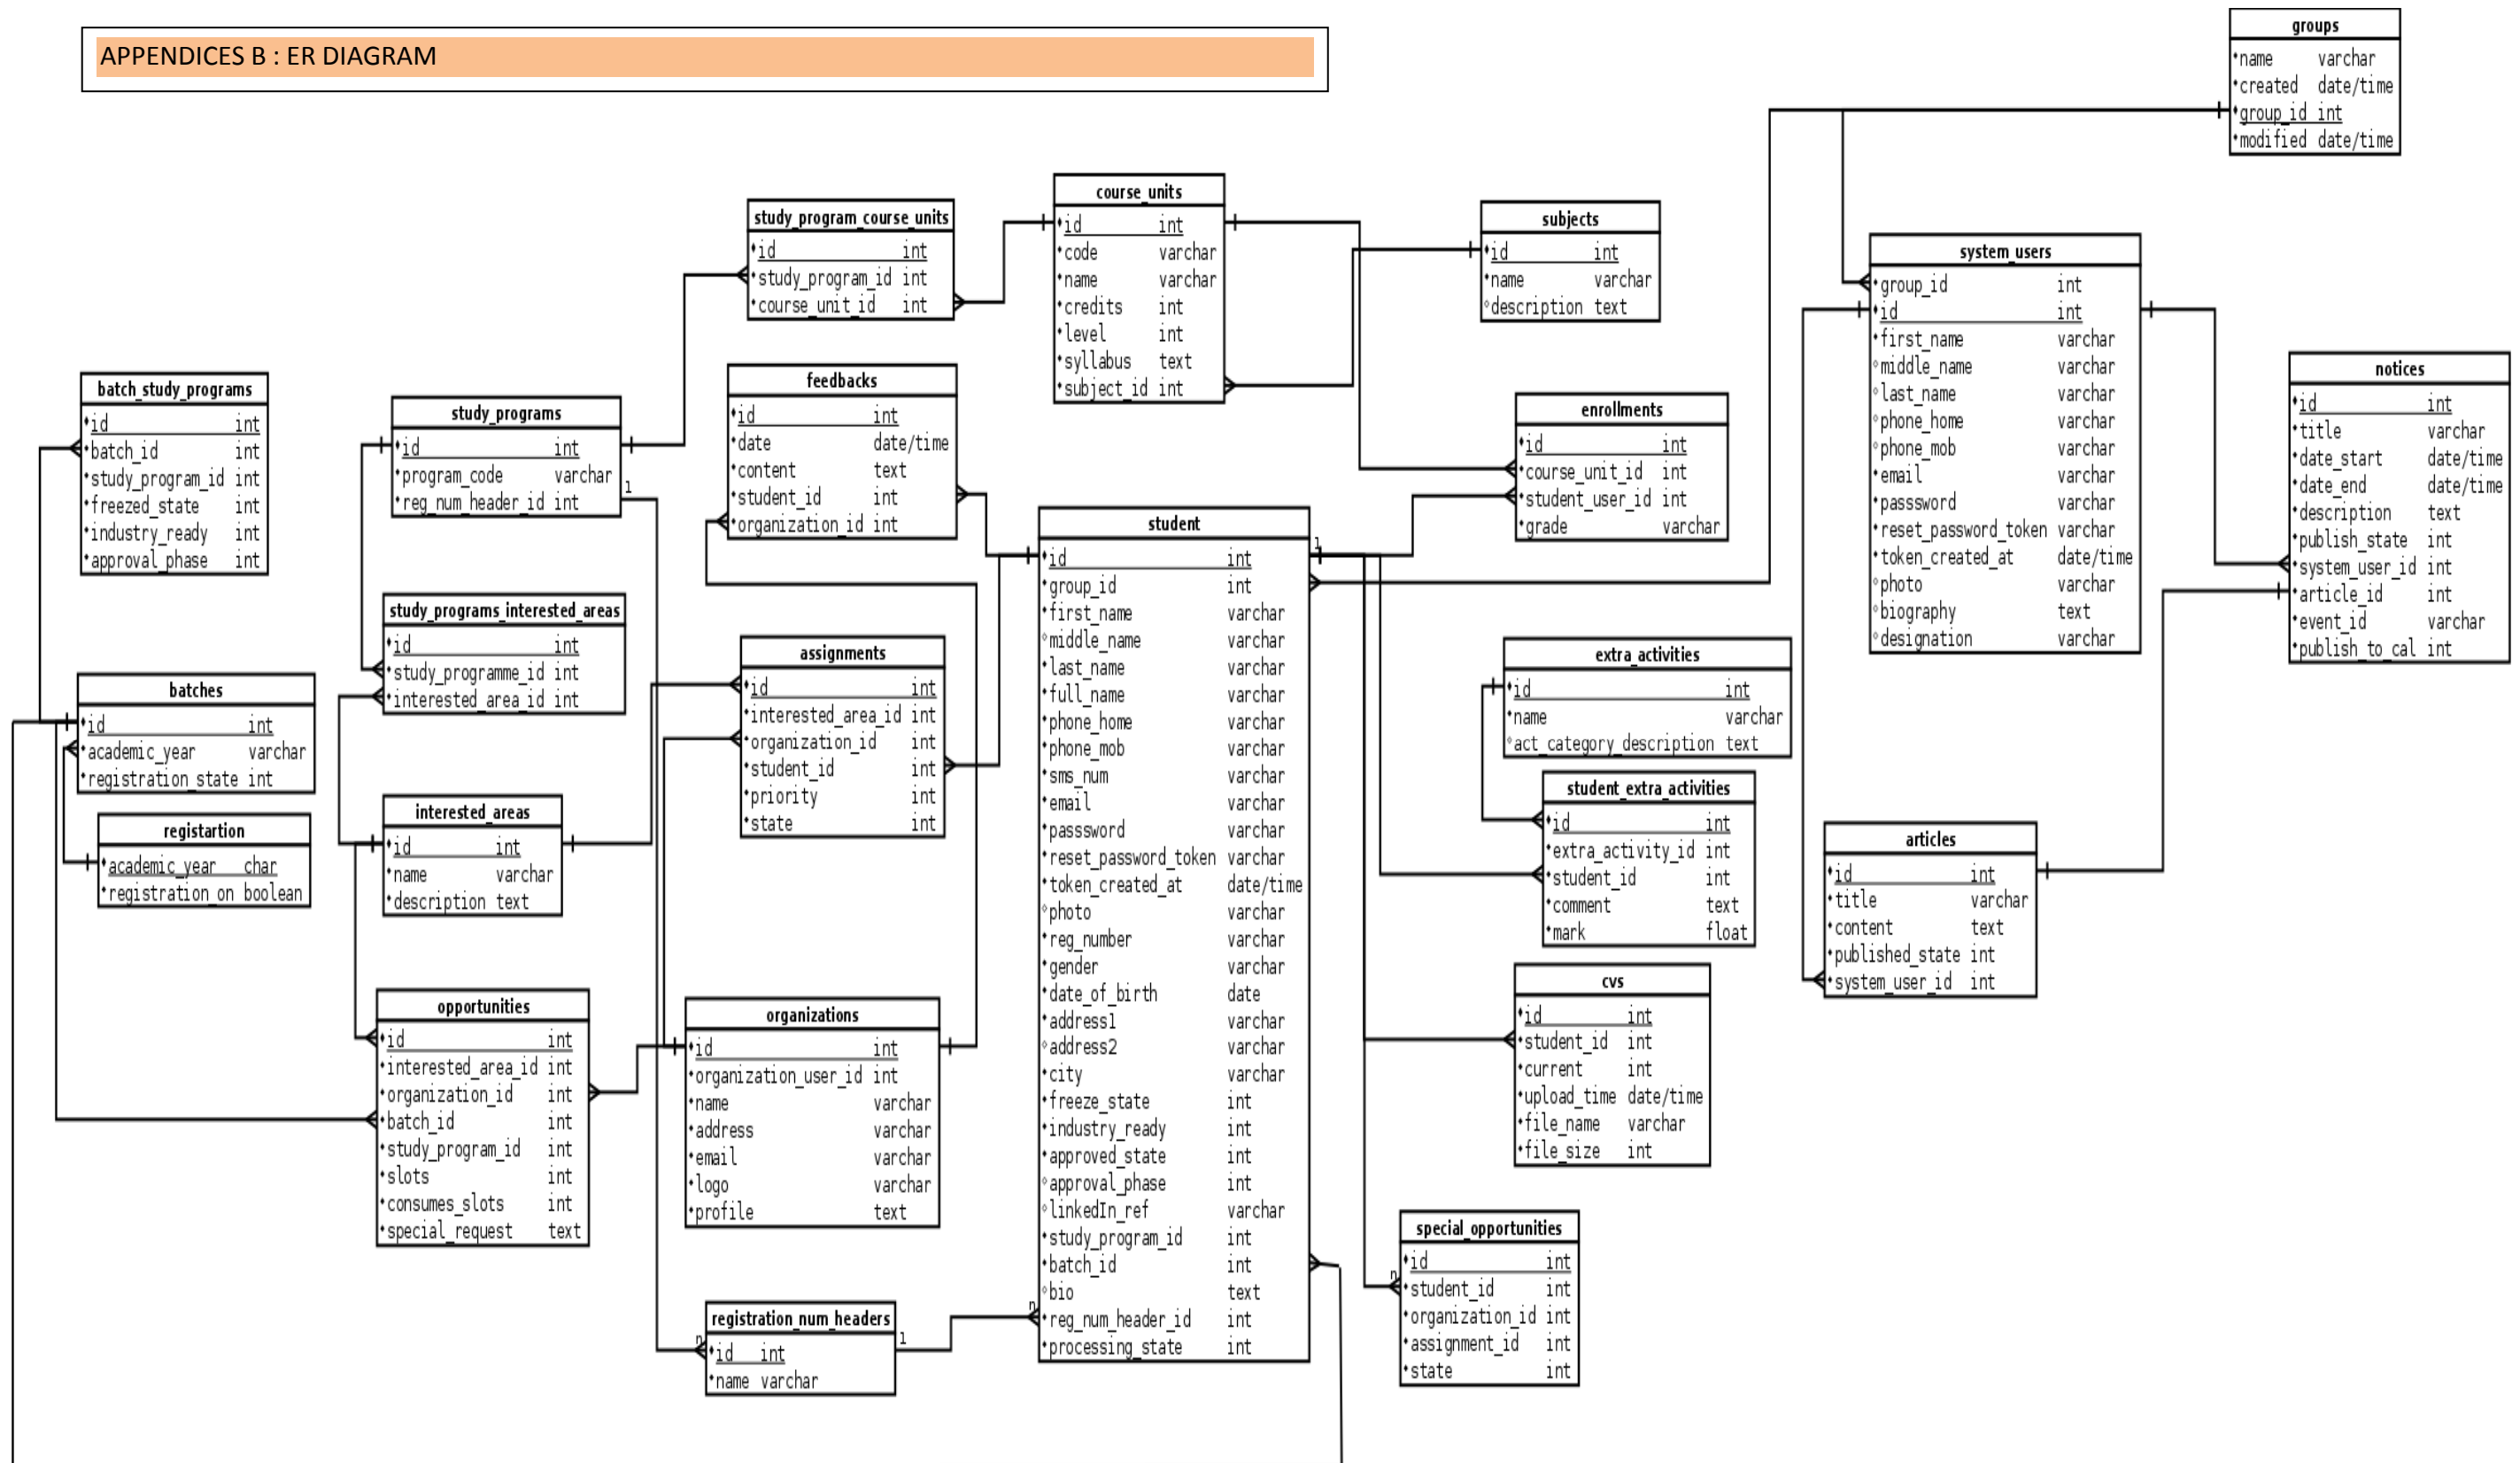 APPENDICES B : ER DIAGRAM
groups
name varchar
created date/time
group_id int
modified date/time
study_program_course_units
id int
study_program_id int
course_unit_id int
course_units
id int
code varchar
name varchar
credits int
level int
syllabus text
subject_id int
subjects
id int
name varchar
description text
system_users
group_id int
id int
first_name varchar
middle_name varchar
last_name varchar
phone_home varchar
phone_mob varchar
email varchar
passsword varchar
reset_password_token varchar
token_created_at date/time
photo varchar
biography text
designation varchar
notices
id int
title varchar
date_start date/time
date_end date/time
description text
publish_state int
system_user_id int
article_id int
event_id varchar
publish_to_cal int
batch_study_programs
id int
batch_id int
study_program_id int
freezed_state int
industry_ready int
approval_phase int
study_programs
id int
program_code varchar
reg_num_header_id int
1
feedbacks
id int
date date/time
content text
student_id int
organization_id int
enrollments
id int
course_unit_id int
student_user_id int
grade varchar
student
1
id int
group_id int
first_name varchar
middle_name varchar
last_name varchar
full_name varchar
phone_home varchar
phone_mob varchar
sms_num varchar
email varchar
passsword varchar
reset_password_token varchar
token_created_at date/time
photo varchar
reg_number varchar
gender varchar
date_of_birth date
address1 varchar
address2 varchar
city varchar
freeze_state int
industry_ready int
approved_state int
approval_phase int
linkedIn_ref varchar
study_program_id int
batch_id int
bio text
n
reg_num_header_id int
processing_state int
study_programs_interested_areas
id int
study_programme_id int
interested_area_id int
batches
id int
academic_year varchar
registration_state int
registartion
academic_year char
registration_on boolean
interested_areas
id int
name varchar
description text
assignments
id int
interested_area_id int
organization_id int
student_id int
priority int
state int
extra_activities
id int
name varchar
act_category_description text
student_extra_activities
id int
extra_activity_id int
student_id int
comment text
mark float
articles
id int
title varchar
content text
published_state int
system_user_id int
opportunities
id int
interested_area_id int
organization_id int
batch_id int
study_program_id int
slots int
consumes_slots int
special_request text
organizations
id int
organization_user_id int
name varchar
address varchar
email varchar
logo varchar
profile text
cvs
id int
student_id int
current int
upload_time date/time
file_name varchar
file_size int
special_opportunities
id int
n
student_id int
organization_id int
assignment_id int
state int
registration_num_headers
n
1
id int
name varchar